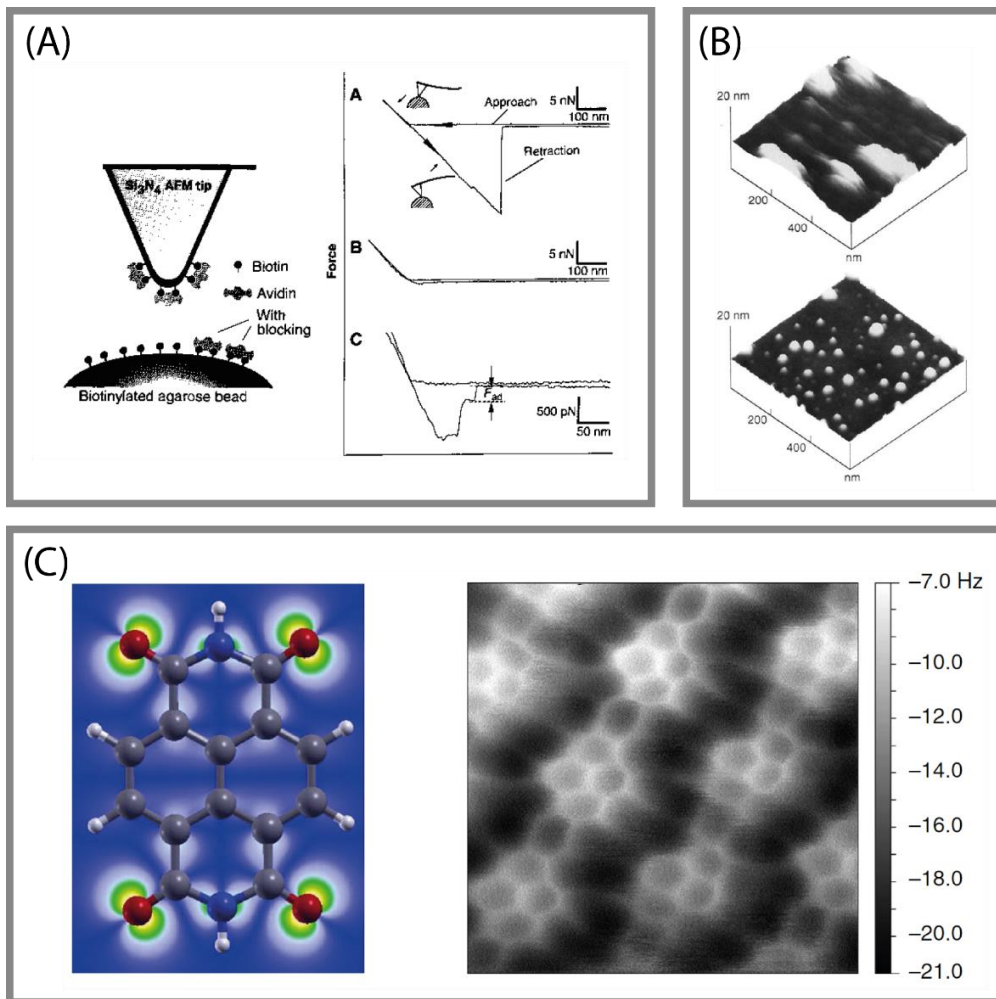 (A)
Si3N4 AFM tip
Biotin
Avidin
With
blocking
Biotinylated agarose bead
Force
A
Approach
5 nN
100 nm
Retraction
B
5 nN
100 nm
C
Fad
500 pN
50 nm
(B)
20 nm
200
400
nm
20 nm
200
400
nm
(C)
−7.0 Hz
−10.0
−12.0
−14.0
−16.0
−18.0
−20.0
−21.0